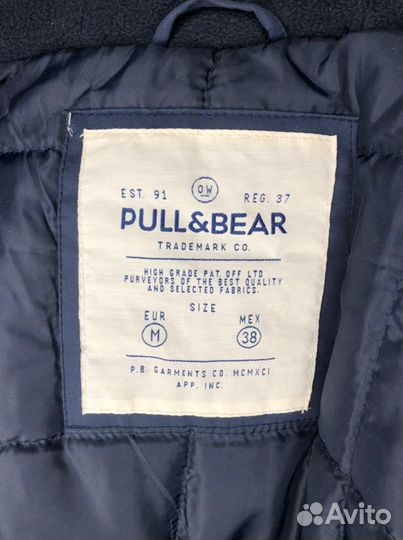 O.W
EST. 91 REG. 37
PULL&BEAR
TRADEMARK CO.
HIGH GRADE PAT. OFF LTD
PURVEYORS OF THE BEST QUALITY
AND SELECTED FABRICS.
SIZE
EUR MEX
M 38
P.B. GARMENTS CO. MCMXCI
APP. INC.
Avito